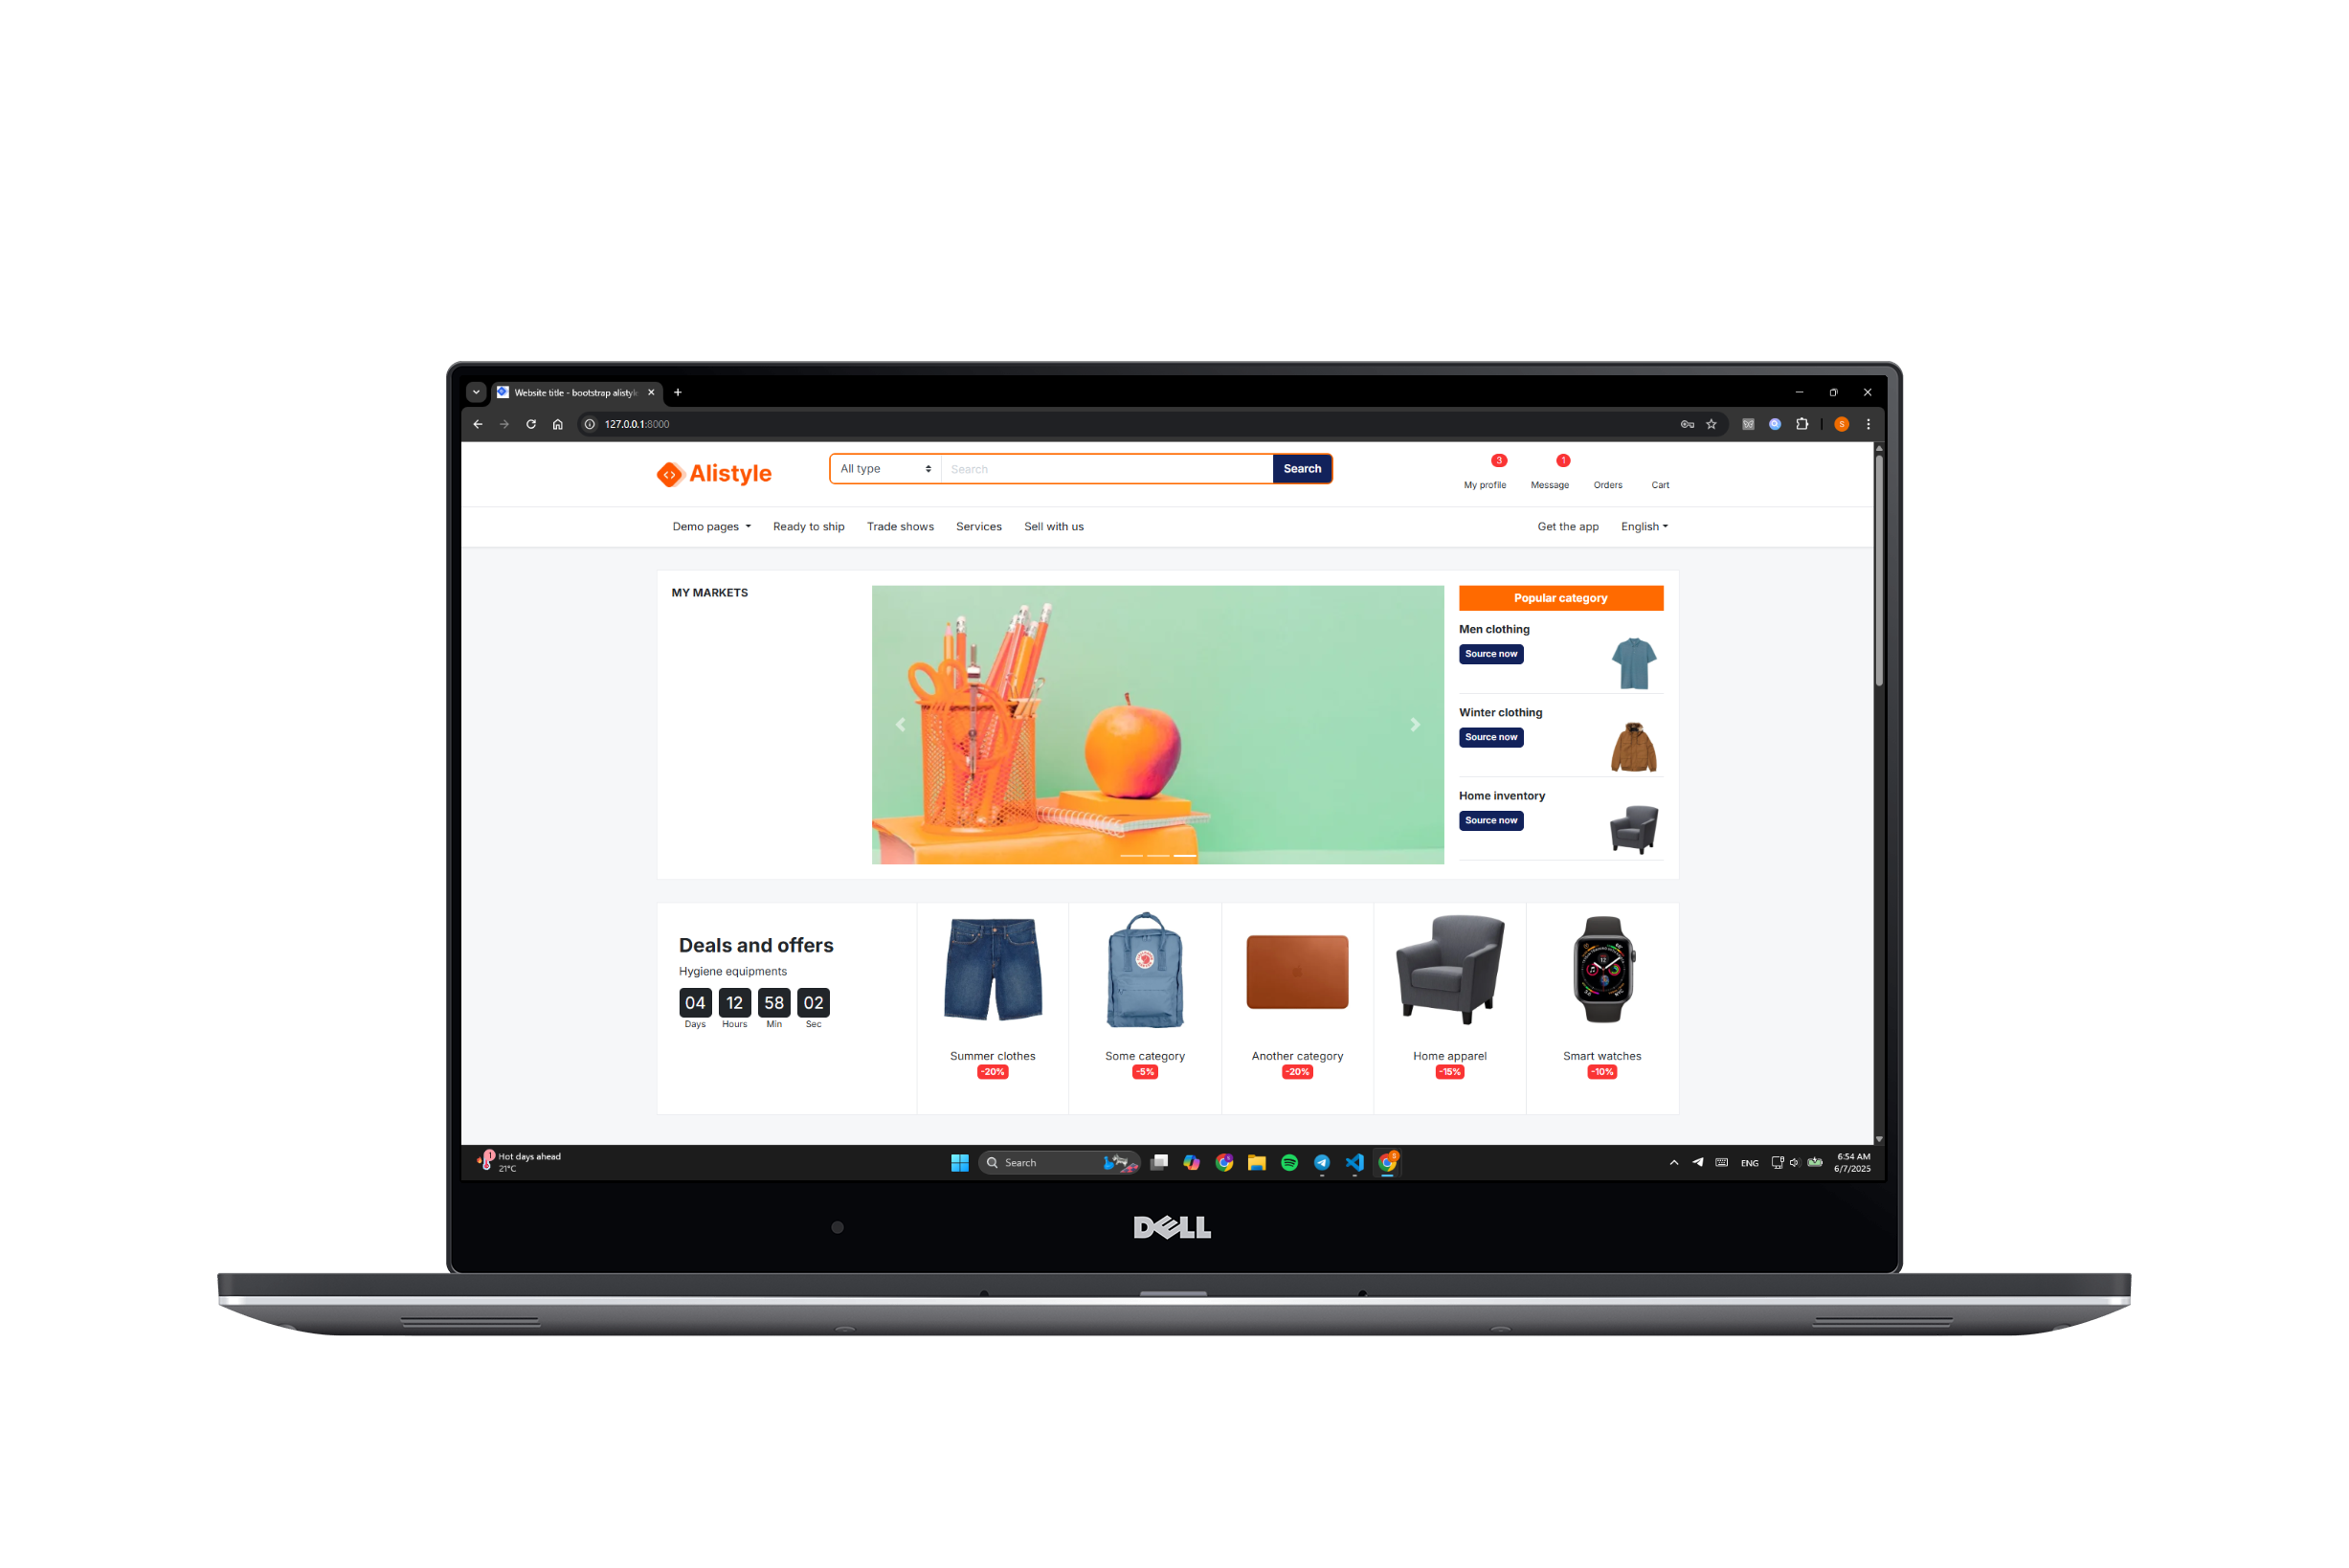 Website title - bootstrap alistyle
127.0.0.1:8000
S
Alistyle
All type
Search
Search
3
My profile
1
Message
Orders
Cart
Demo pages
Ready to ship
Trade shows
Services
Sell with us
Get the app
English
MY MARKETS
Popular category
Men clothing
Source now
Winter clothing
Source now
Home inventory
Source now
Deals and offers
Hygiene equipments
04 12 58 02
Days Hours Min Sec
Summer clothes
-20%
Some category
-5%
Another category
-20%
Home apparel
-15%
Smart watches
-10%
1
Hot days ahead
21°C
Search
ENG
6:54 AM
6/7/2025
DELL